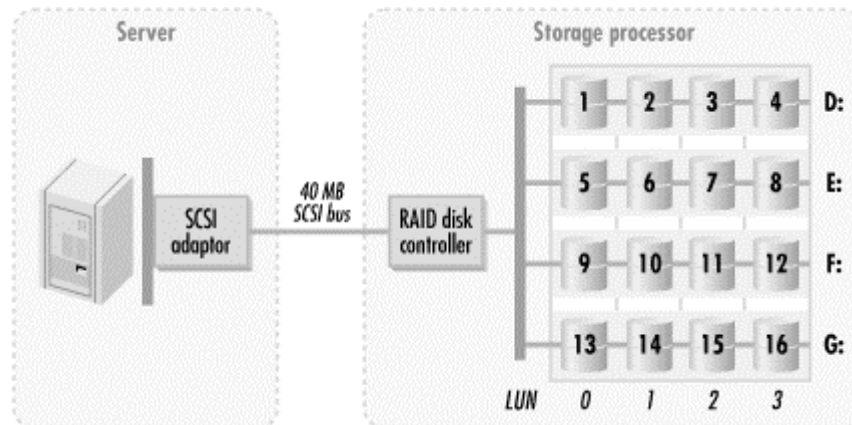 Server
Storage processor
SCSI
adaptor
40 MB
SCSI bus
RAID disk
controller
1 2 3 4 D:
5 6 7 8 E:
9 10 11 12 F:
13 14 15 16 G:
LUN 0 1 2 3